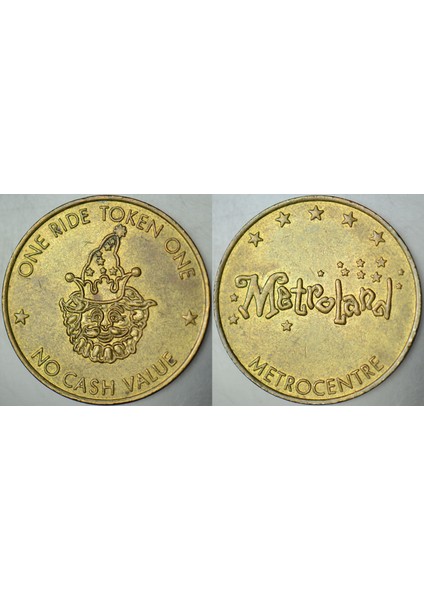 ONE RIDE TOKEN ONE
NO CASH VALUE
Metroland
METROCENTRE